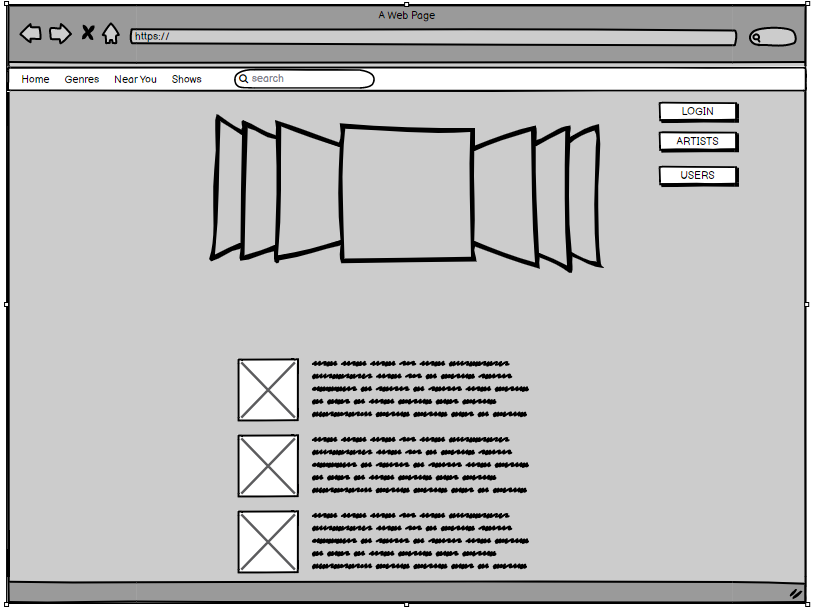 A Web Page
https://
Home Genres Near You Shows search
LOGIN
ARTISTS
USERS